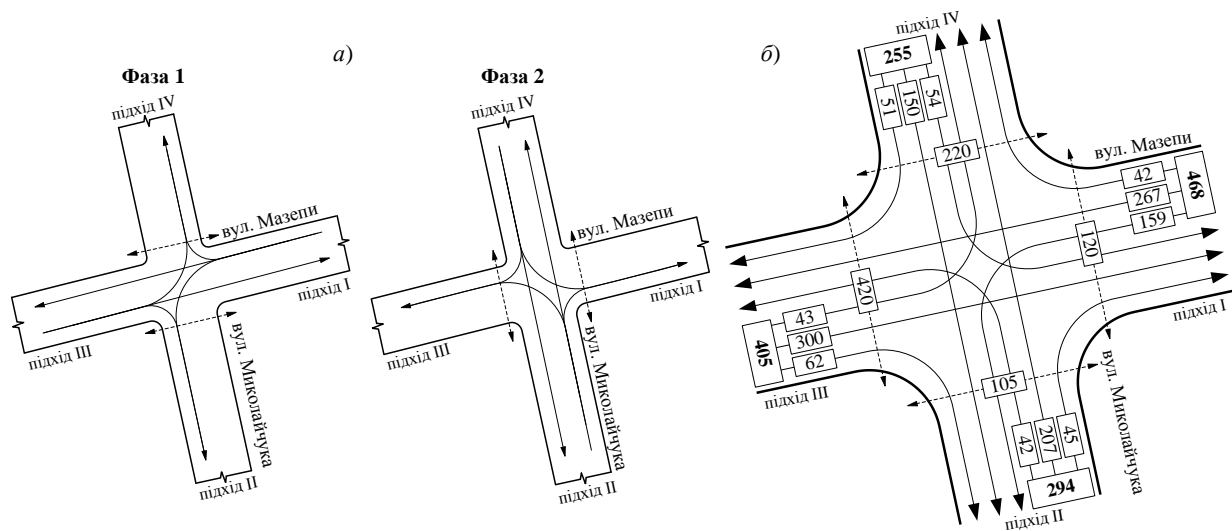 а)
Фаза 1
підхід IV
вул. Мазепи
підхід I
підхід III
вул. Миколайчука
підхід II
Фаза 2
підхід IV
вул. Мазепи
підхід I
підхід III
вул. Миколайчука
підхід II
б)
підхід IV
255
51
150
54
220
вул. Мазепи
42
267
159
468
120
підхід I
420
43
300
62
405
підхід III
105
вул. Миколайчука
42
207
45
294
підхід II